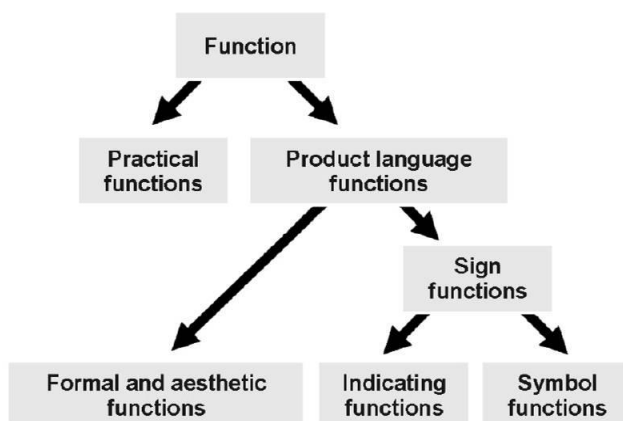 Function
Practical
functions
Product language
functions
Sign
functions
Formal and aesthetic
functions
Indicating
functions
Symbol
functions